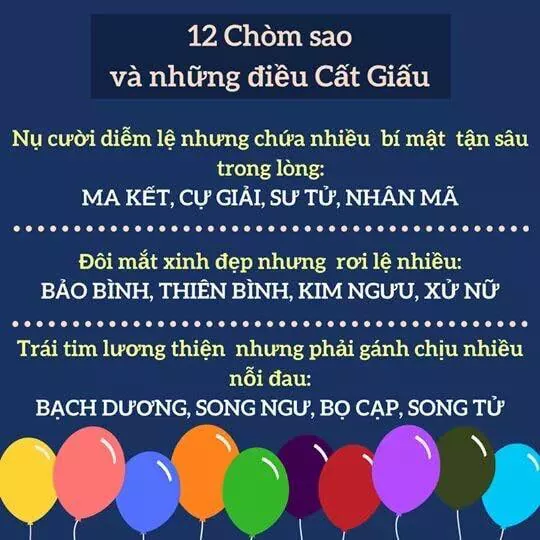 12 Chòm sao
và những điều Cất Giấu
Nụ cười diễm lệ nhưng chứa nhiều bí mật tận sâu
trong lòng:
MA KẾT, CỰ GIẢI, SƯ TỬ, NHÂN MÃ
Đôi mắt xinh đẹp nhưng rơi lệ nhiều:
BẢO BÌNH, THIÊN BÌNH, KIM NGƯU, XỬ NỮ
Trái tim lương thiện nhưng phải gánh chịu nhiều
nỗi đau:
BẠCH DƯƠNG, SONG NGƯ, BỌ CẠP, SONG TỬ